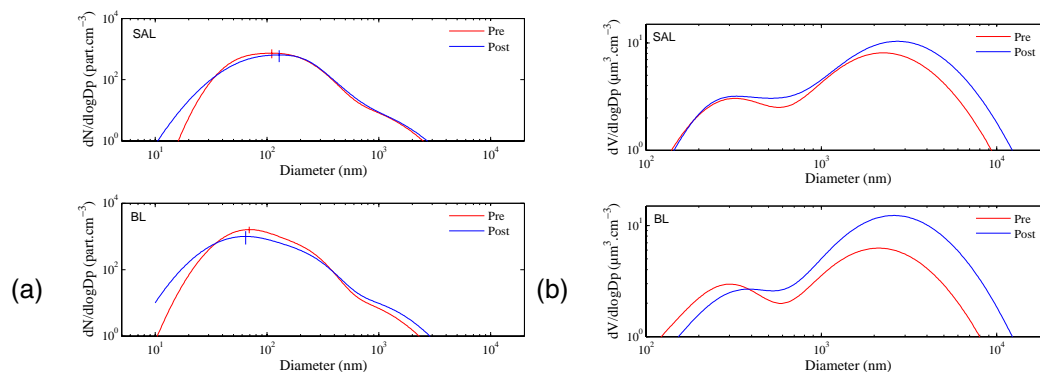 (a)
dN/dlogDp (part.cm⁻³)
10⁴
10²
10⁰
SAL
Pre
Post
10¹ 10² 10³ 10⁴
Diameter (nm)
dN/dlogDp (part.cm⁻³)
10⁴
10²
10⁰
BL
Pre
Post
10¹ 10² 10³ 10⁴
Diameter (nm)
(b)
dV/dlogDp (μm³.cm⁻³)
10¹
10⁰
SAL
Pre
Post
10² 10³ 10⁴
Diameter (nm)
dV/dlogDp (μm³.cm⁻³)
10¹
10⁰
BL
Pre
Post
10² 10³ 10⁴
Diameter (nm)